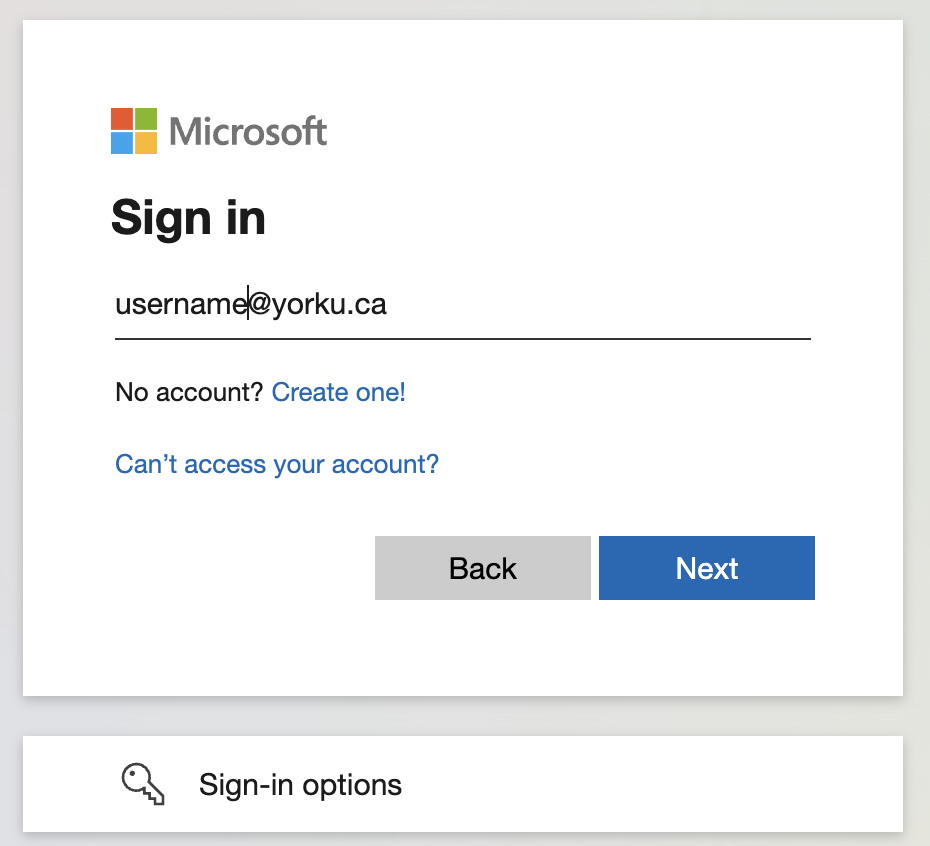 Microsoft
Sign in
username@yorku.ca
No account? Create one!
Can’t access your account?
Back
Next
Sign-in options